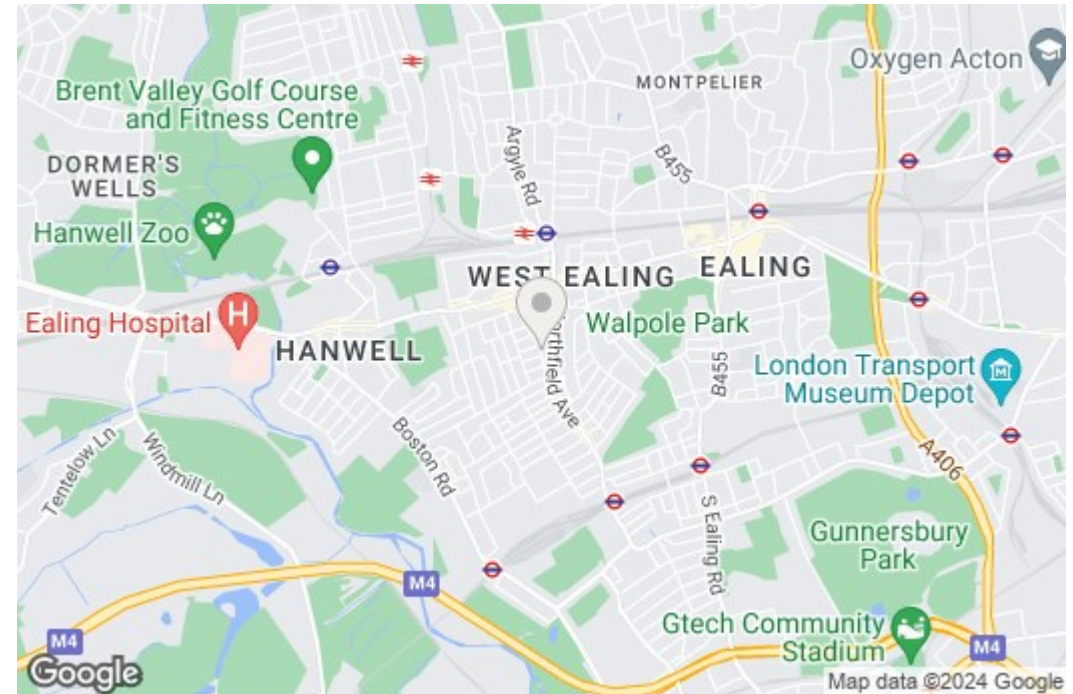 Oxygen Acton
MONTPELIER
Brent Valley Golf Course
and Fitness Centre
Argyle Rd
B455
DORMER'S
WELLS
Hanwell Zoo
WEST EALING
EALING
Ealing Hospital
H
Walpole Park
HANWELL
Northfield Ave
B455
London Transport
Museum Depot
M
Boston Rd
Tentelow Ln
Windmill Ln
A406
S Ealing Rd
Gunnersbury
Park
M4
Gtech Community
Stadium
M4
M4
Google
Map data ©2024 Google